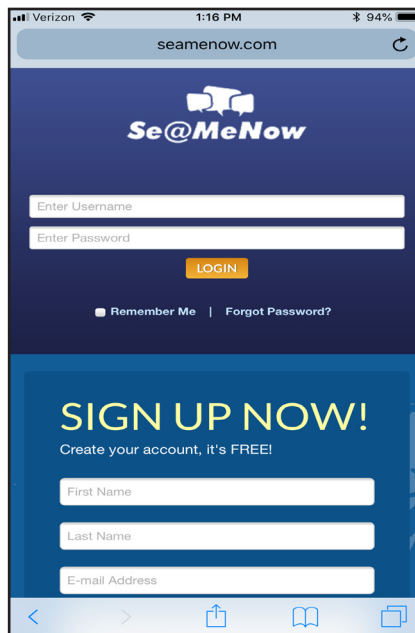 Verizon 1:16 PM 94%
seamenow.com
Se@MeNow
Enter Username
Enter Password
LOGIN
Remember Me | Forgot Password?
SIGN UP NOW!
Create your account, it's FREE!
First Name
Last Name
E-mail Address